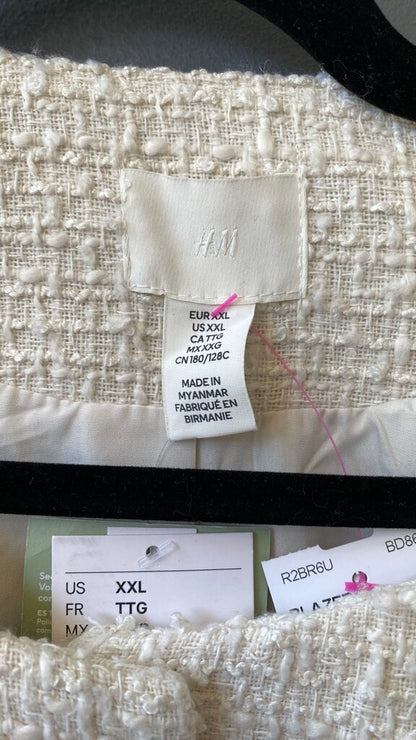 H&M
EUR XXL
US XXL
CA TTG
MX XXG
CN 180/128C
MADE IN
MYANMAR
FABRIQUÉ EN
BIRMANIE
US XXL
FR TTG
MX
R2BR6U
BD86